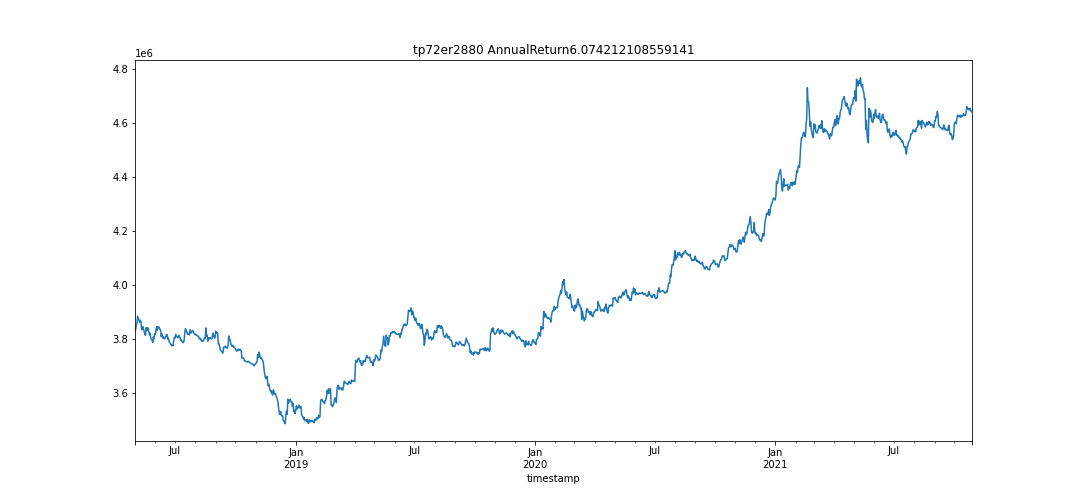 tp72er2880 AnnualReturn6.074212108559141
1e6
4.8
4.6
4.4
4.2
4.0
3.8
3.6
Jul Jan Jul Jan Jul Jan Jul
2019 2020 2021
timestamp